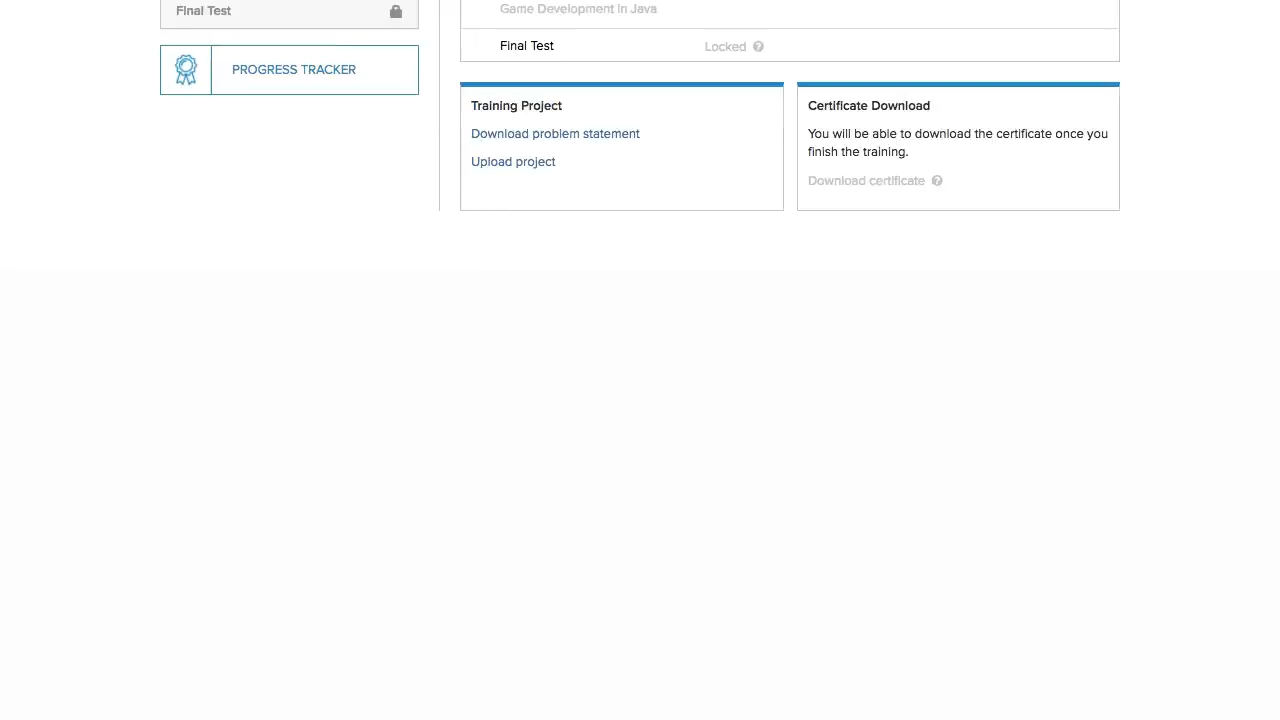 Final Test
PROGRESS TRACKER
Game Development in Java
Final Test
Locked
Training Project
Download problem statement
Upload project
Certificate Download
You will be able to download the certificate once you
finish the training.
Download certificate